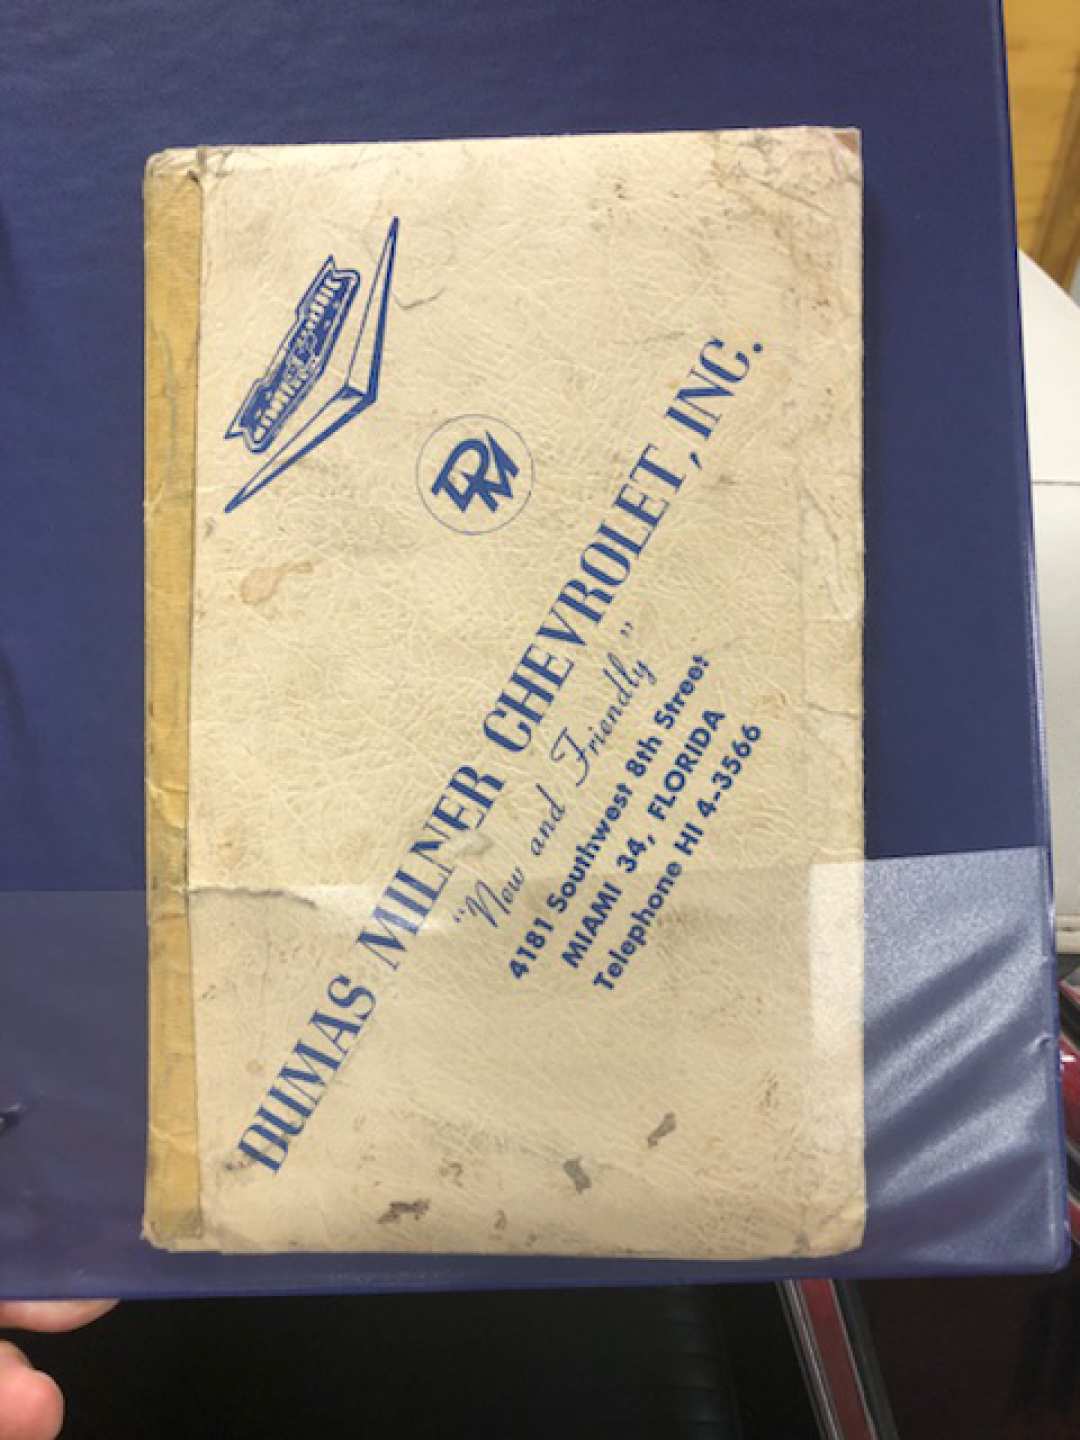 DM
DUMAS MILNER CHEVROLET, INC.
"New and Friendly"
4181 Southwest 8th Street
MIAMI 34, FLORIDA
Telephone HI 4-3566